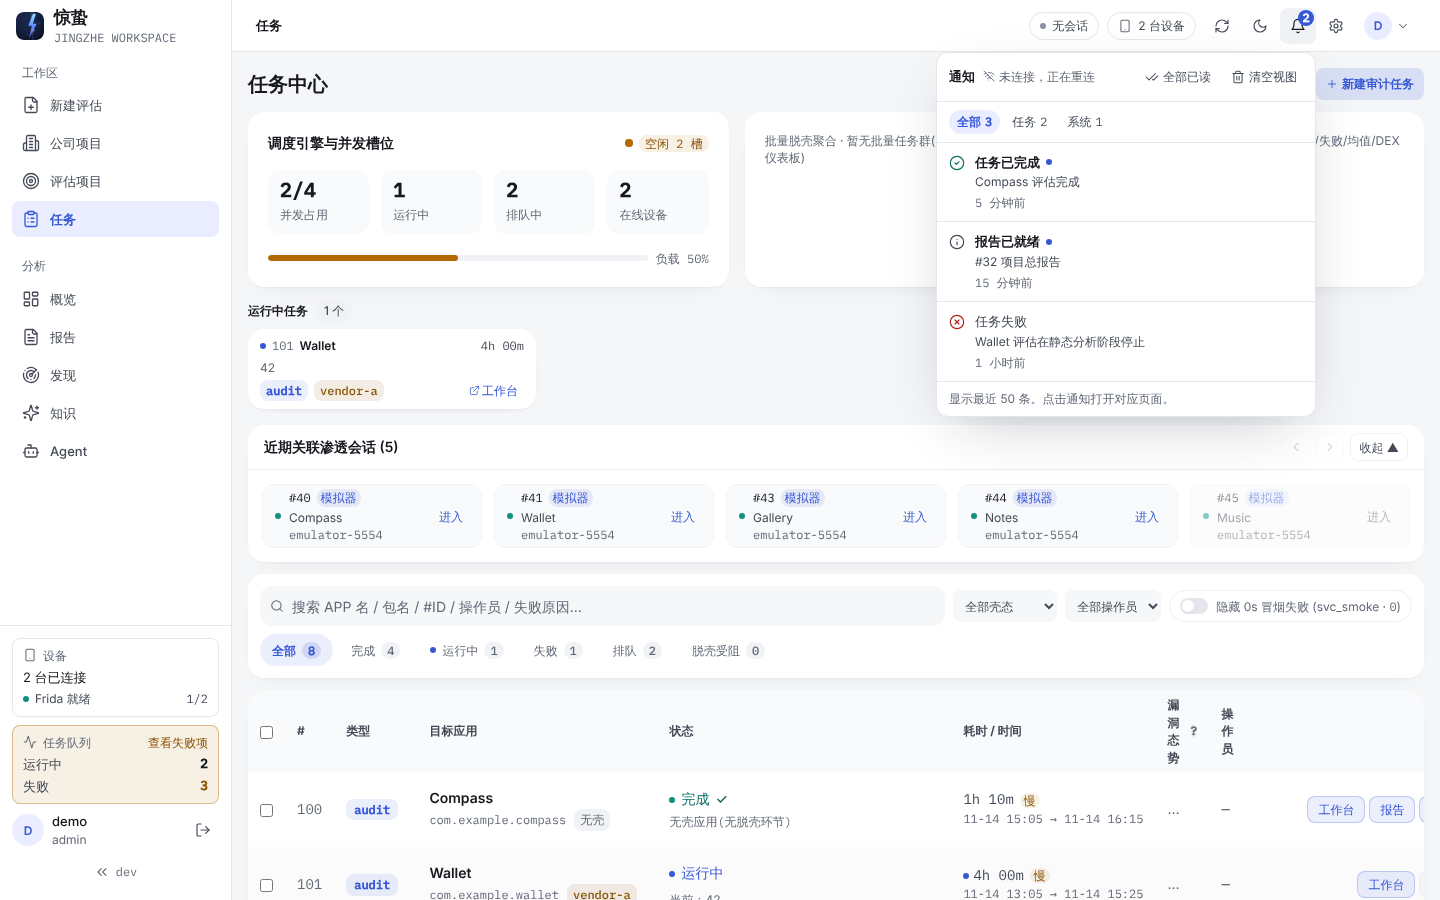 惊蛰
JINGZHE WORKSPACE
工作区
新建评估
公司项目
评估项目
任务
分析
概览
报告
发现
知识
Agent
设备
2 台已连接
Frida 就绪 1/2
任务队列 查看失败项
运行中 2
失败 3
D
demo
admin
dev
任务
无会话
2 台设备
2
D
任务中心
新建审计任务
调度引擎与并发槽位
空闲 2 槽
2/4
并发占用
1
运行中
2
排队中
2
在线设备
负载 50%
批量脱壳聚合 · 暂无批量任务群(
/失败/均值/DEX
仪表板)
通知 未连接，正在重连
全部已读
清空视图
全部 3
任务 2
系统 1
任务已完成
Compass 评估完成
5 分钟前
报告已就绪
#32 项目总报告
15 分钟前
任务失败
Wallet 评估在静态分析阶段停止
1 小时前
显示最近 50 条。点击通知打开对应页面。
运行中任务 1 个
101 Wallet 4h 00m
42
audit vendor-a 工作台
近期关联渗透会话 (5)
收起 ▲
#40 模拟器
Compass 进入
emulator-5554
#41 模拟器
Wallet 进入
emulator-5554
#43 模拟器
Gallery 进入
emulator-5554
#44 模拟器
Notes 进入
emulator-5554
#45 模拟器
Music 进入
emulator-5554
搜索 APP 名 / 包名 / #ID / 操作员 / 失败原因...
全部壳态
全部操作员
隐藏 0s 冒烟失败 (svc_smoke · 0)
全部 8
完成 4
运行中 1
失败 1
排队 2
脱壳受阻 0
# 类型 目标应用 状态 耗时 / 时间 漏洞态势 ? 操作员
100 audit Compass 完成 1h 10m 慢 ... — 工作台 报告
com.example.compass 无壳 无壳应用(无脱壳环节) 11-14 15:05 → 11-14 16:15
101 audit Wallet 运行中 4h 00m 慢 ... — 工作台
com.example.wallet vendor-a 当前 · 42 11-14 13:05 → 11-14 15:25